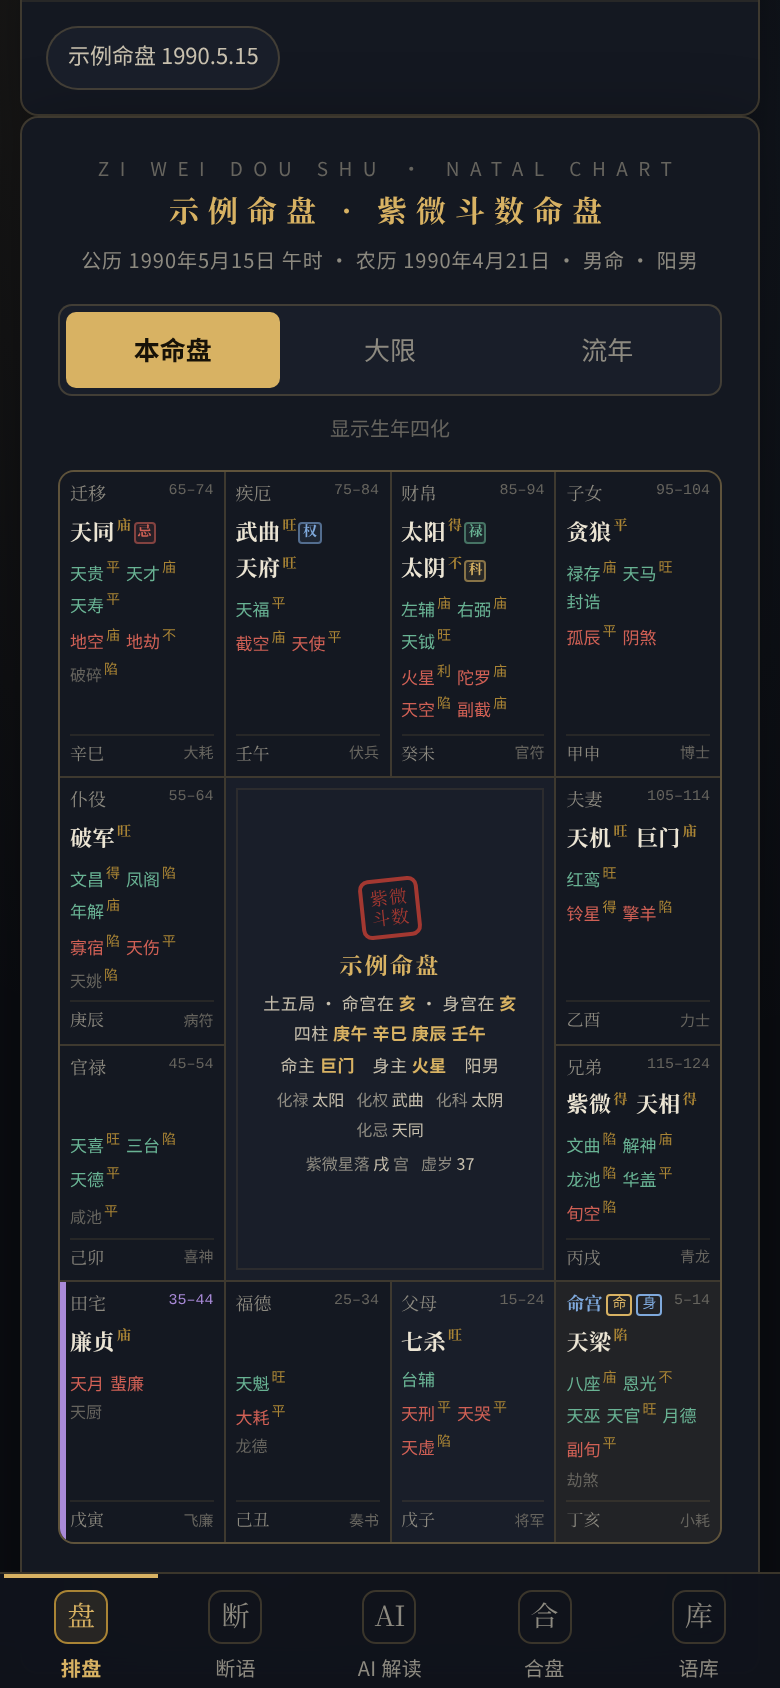 示例命盘 1990.5.15
ZI WEI DOU SHU · NATAL CHART
示例命盘 · 紫微斗数命盘
公历 1990年5月15日 午时 · 农历 1990年4月21日 · 男命 · 阳男
本命盘 大限 流年
显示生年四化
迁移 65–74
天同庙 忌
天贵平 天才庙
天寿平
地空庙 地劫不
破碎陷
辛巳 大耗
疾厄 75–84
武曲旺 权
天府旺
天福平
截空庙 天使平
壬午 伏兵
财帛 85–94
太阳得 禄
太阴不 科
左辅庙 右弼庙
天钺旺
火星利 陀罗庙
天空陷 副截庙
癸未 官符
子女 95–104
贪狼平
禄存庙 天马旺
封诰
孤辰平 阴煞
甲申 博士
仆役 55–64
破军旺
文昌得 凤阁陷
年解庙
寡宿陷 天伤平
天姚陷
庚辰 病符
紫微
斗数
示例命盘
土五局 · 命宫在 亥 · 身宫在 亥
四柱 庚午 辛巳 庚辰 壬午
命主 巨门 身主 火星 阳男
化禄 太阳 化权 武曲 化科 太阴
化忌 天同
紫微星落 戌 宫 虚岁 37
夫妻 105–114
天机旺 巨门庙
红鸾旺
铃星得 擎羊陷
乙酉 力士
官禄 45–54
天喜旺 三台陷
天德平
咸池平
己卯 喜神
兄弟 115–124
紫微得 天相得
文曲陷 解神庙
龙池陷 华盖平
旬空陷
丙戌 青龙
田宅 35–44
廉贞庙
天月 蜚廉
天厨
戊寅 飞廉
福德 25–34
天魁旺
大耗平
龙德
己丑 奏书
父母 15–24
七杀旺
台辅
天刑平 天哭平
天虚陷
戊子 将军
命宫 命 身 5–14
天梁陷
八座庙 恩光不
天巫 天官旺 月德
副旬平
劫煞
丁亥 小耗
盘 断 AI 合 库
排盘 断语 AI 解读 合盘 语库